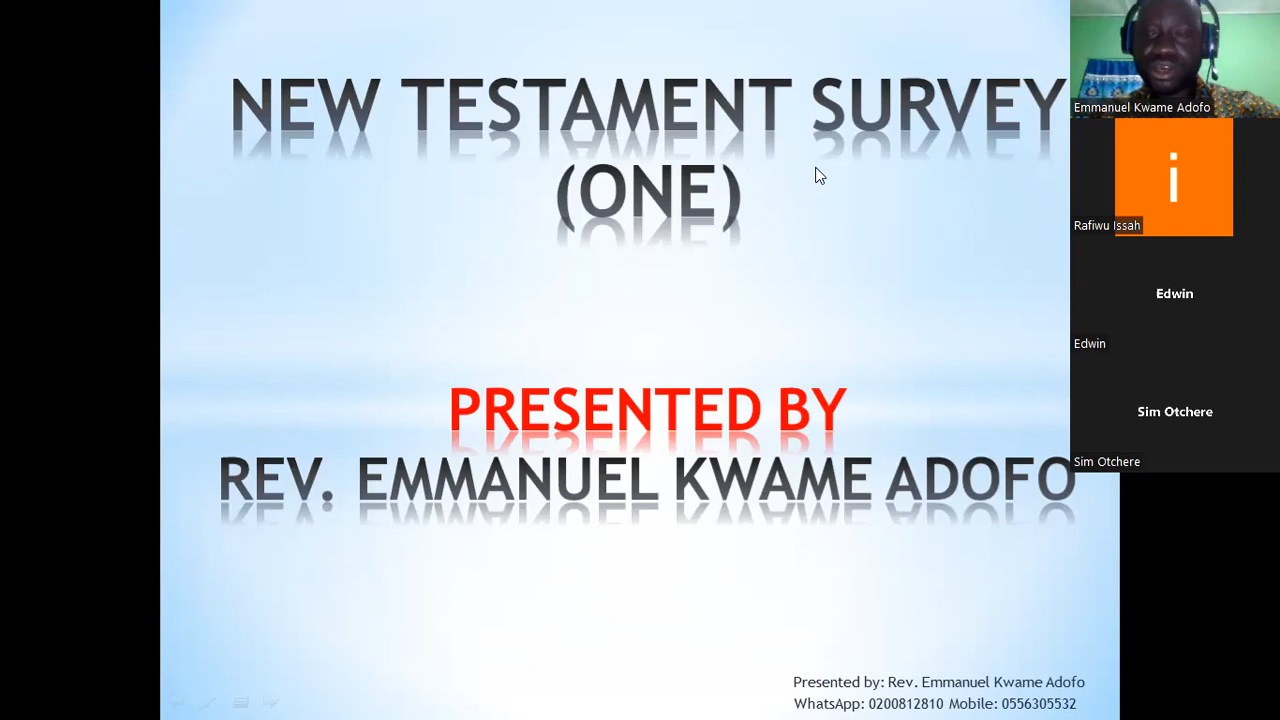 NEW TESTAMENT SURVEY
(ONE)
PRESENTED BY
REV. EMMANUEL KWAME ADOFO
Presented by: Rev. Emmanuel Kwame Adofo
WhatsApp: 0200812810 Mobile: 0556305532
Emmanuel Kwame Adofo
i
Rafiwu Issah
Edwin
Edwin
Sim Otchere
Sim Otchere